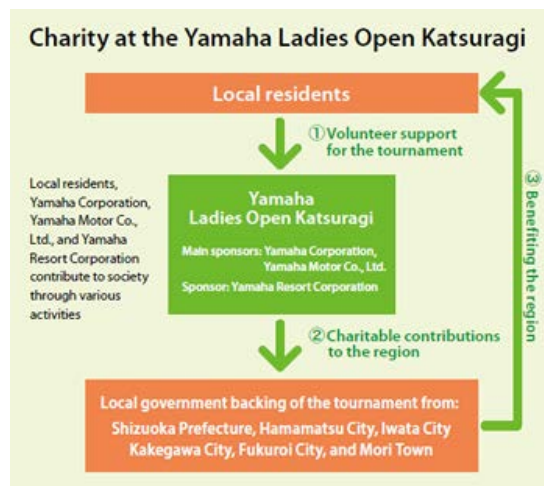 Charity at the Yamaha Ladies Open Katsuragi
Local residents
①Volunteer support
for the tournament
Local residents,
Yamaha Corporation,
Yamaha Motor Co.,
Ltd., and Yamaha
Resort Corporation
contribute to society
through various
activities
Yamaha
Ladies Open Katsuragi
Main sponsors: Yamaha Corporation,
Yamaha Motor Co., Ltd.
Sponsor: Yamaha Resort Corporation
③ Benefiting the region
②Charitable contributions
to the region
Local government backing of the tournament from:
Shizuoka Prefecture, Hamamatsu City, Iwata City
Kakegawa City, Fukuroi City, and Mori Town